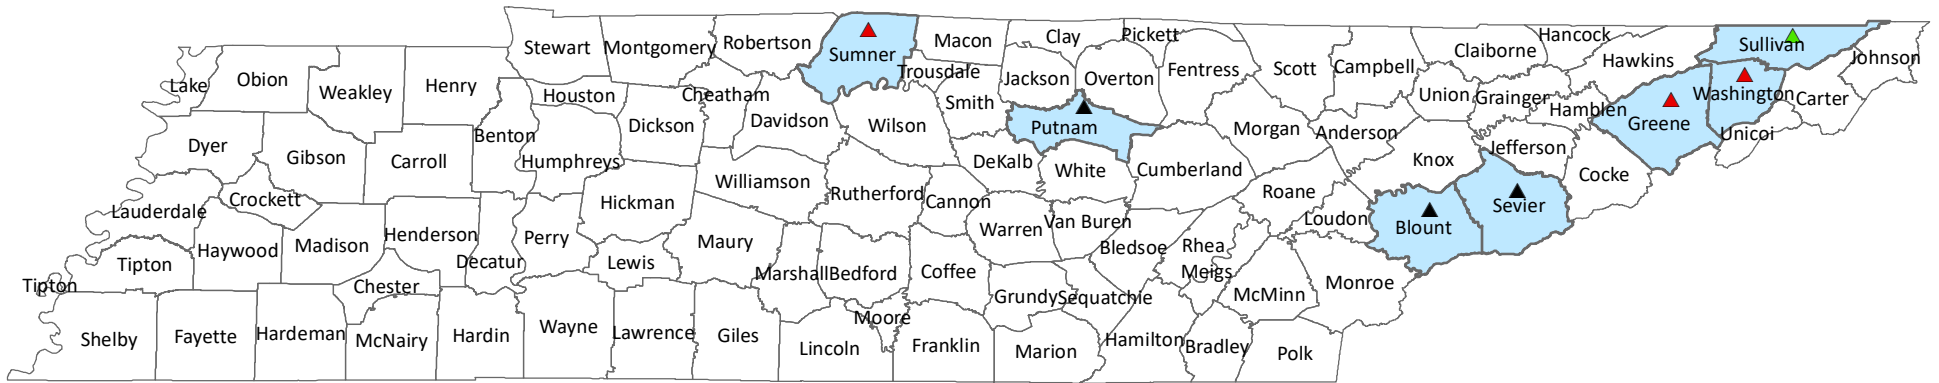 Stewart
Montgomery
Robertson
Sumner
Macon
Clay
Pickett
Hancock
Claiborne
Sullivan
Hawkins
Johnson
Lake
Obion
Weakley
Henry
Houston
Cheatham
Trousdale
Jackson
Overton
Fentress
Scott
Campbell
Union
Grainger
Hamblen
Washington
Carter
Greene
Unicoi
Smith
Dickson
Davidson
Wilson
Putnam
Morgan
Anderson
Benton
Dyer
Gibson
Carroll
Humphreys
DeKalb
White
Cumberland
Knox
Jefferson
Cocke
Williamson
Rutherford
Cannon
Roane
Sevier
Crockett
Lauderdale
Hickman
Warren
Van Buren
Loudon
Blount
Haywood
Madison
Henderson
Perry
Maury
Bledsoe
Rhea
Meigs
Tipton
Tipton
Decatur
Lewis
Marshall
Bedford
Coffee
Chester
Grundy
Sequatchie
McMinn
Monroe
Shelby
Fayette
Hardeman
McNairy
Hardin
Wayne
Lawrence
Giles
Moore
Lincoln
Franklin
Marion
Hamilton
Bradley
Polk